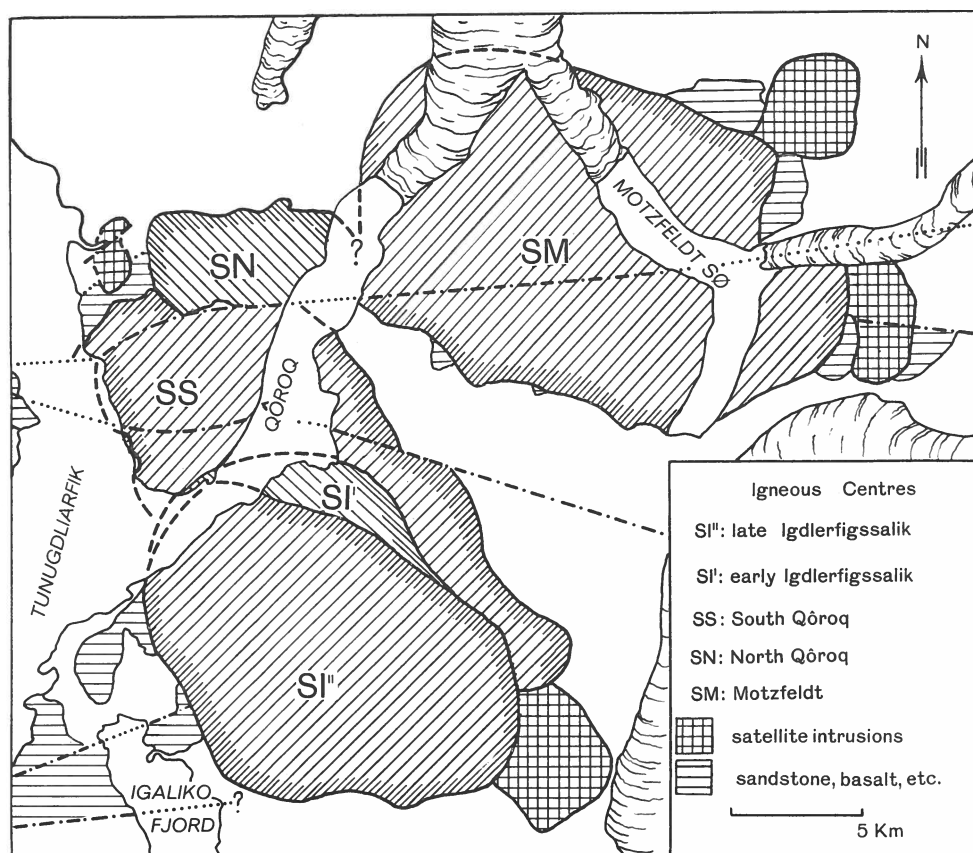 N
MOTZFELDT SØ
SN
?
SM
SS
QÔROQ
SI'
TUNUGDLIARFIK
SI"
IGALIKO
FJORD
?
Igneous Centres
SI": late Igdlerfigssalik
SI': early Igdlerfigssalik
SS: South Qôroq
SN: North Qôroq
SM: Motzfeldt
satellite intrusions
sandstone, basalt, etc.
5 Km